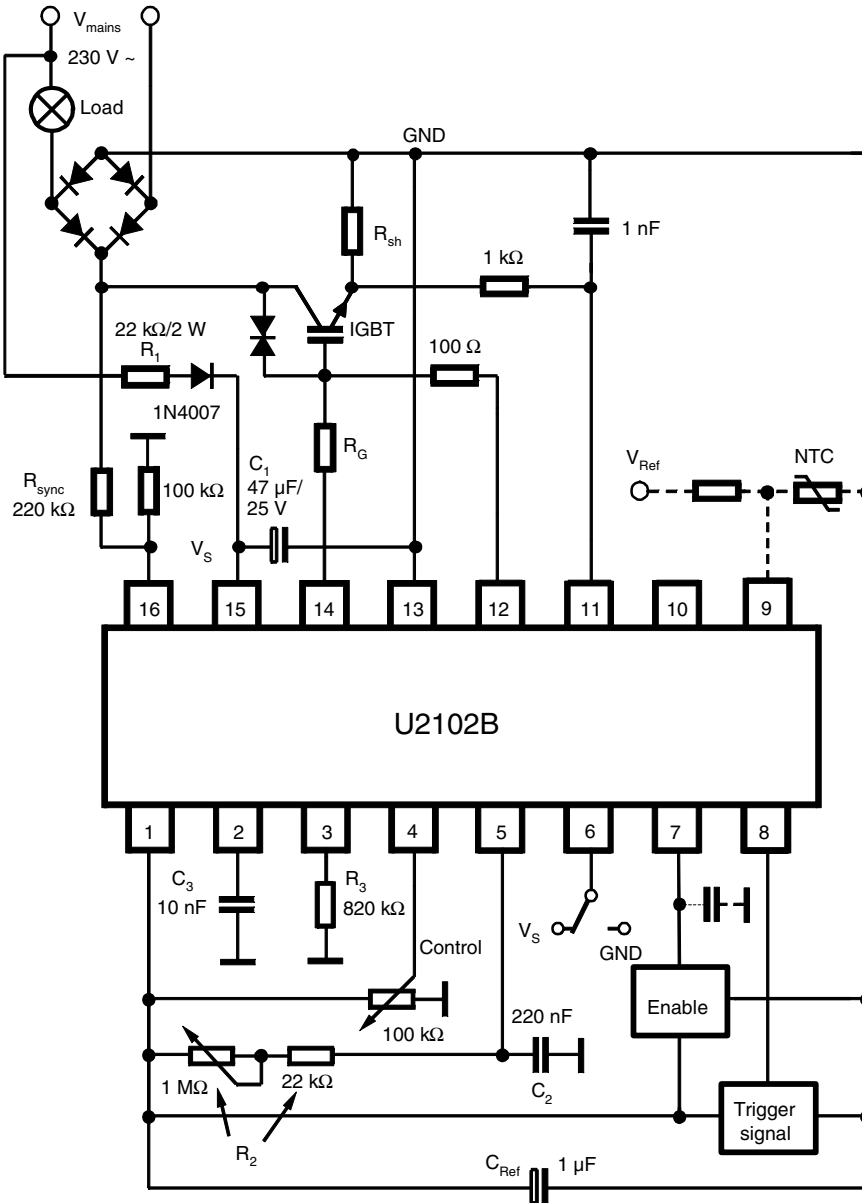 V_mains
230 V ~
Load
GND
R_sh
1 nF
1 kΩ
IGBT
22 kΩ/2 W
R_1
100 Ω
1N4007
R_G
C_1
47 µF/
25 V
V_Ref
NTC
R_sync
220 kΩ
100 kΩ
V_S
16 15 14 13 12 11 10 9
U2102B
1 2 3 4 5 6 7 8
C_3
10 nF
R_3
820 kΩ
V_S
GND
Control
100 kΩ
Enable
220 nF
C_2
1 MΩ
22 kΩ
R_2
Trigger
signal
C_Ref
1 µF